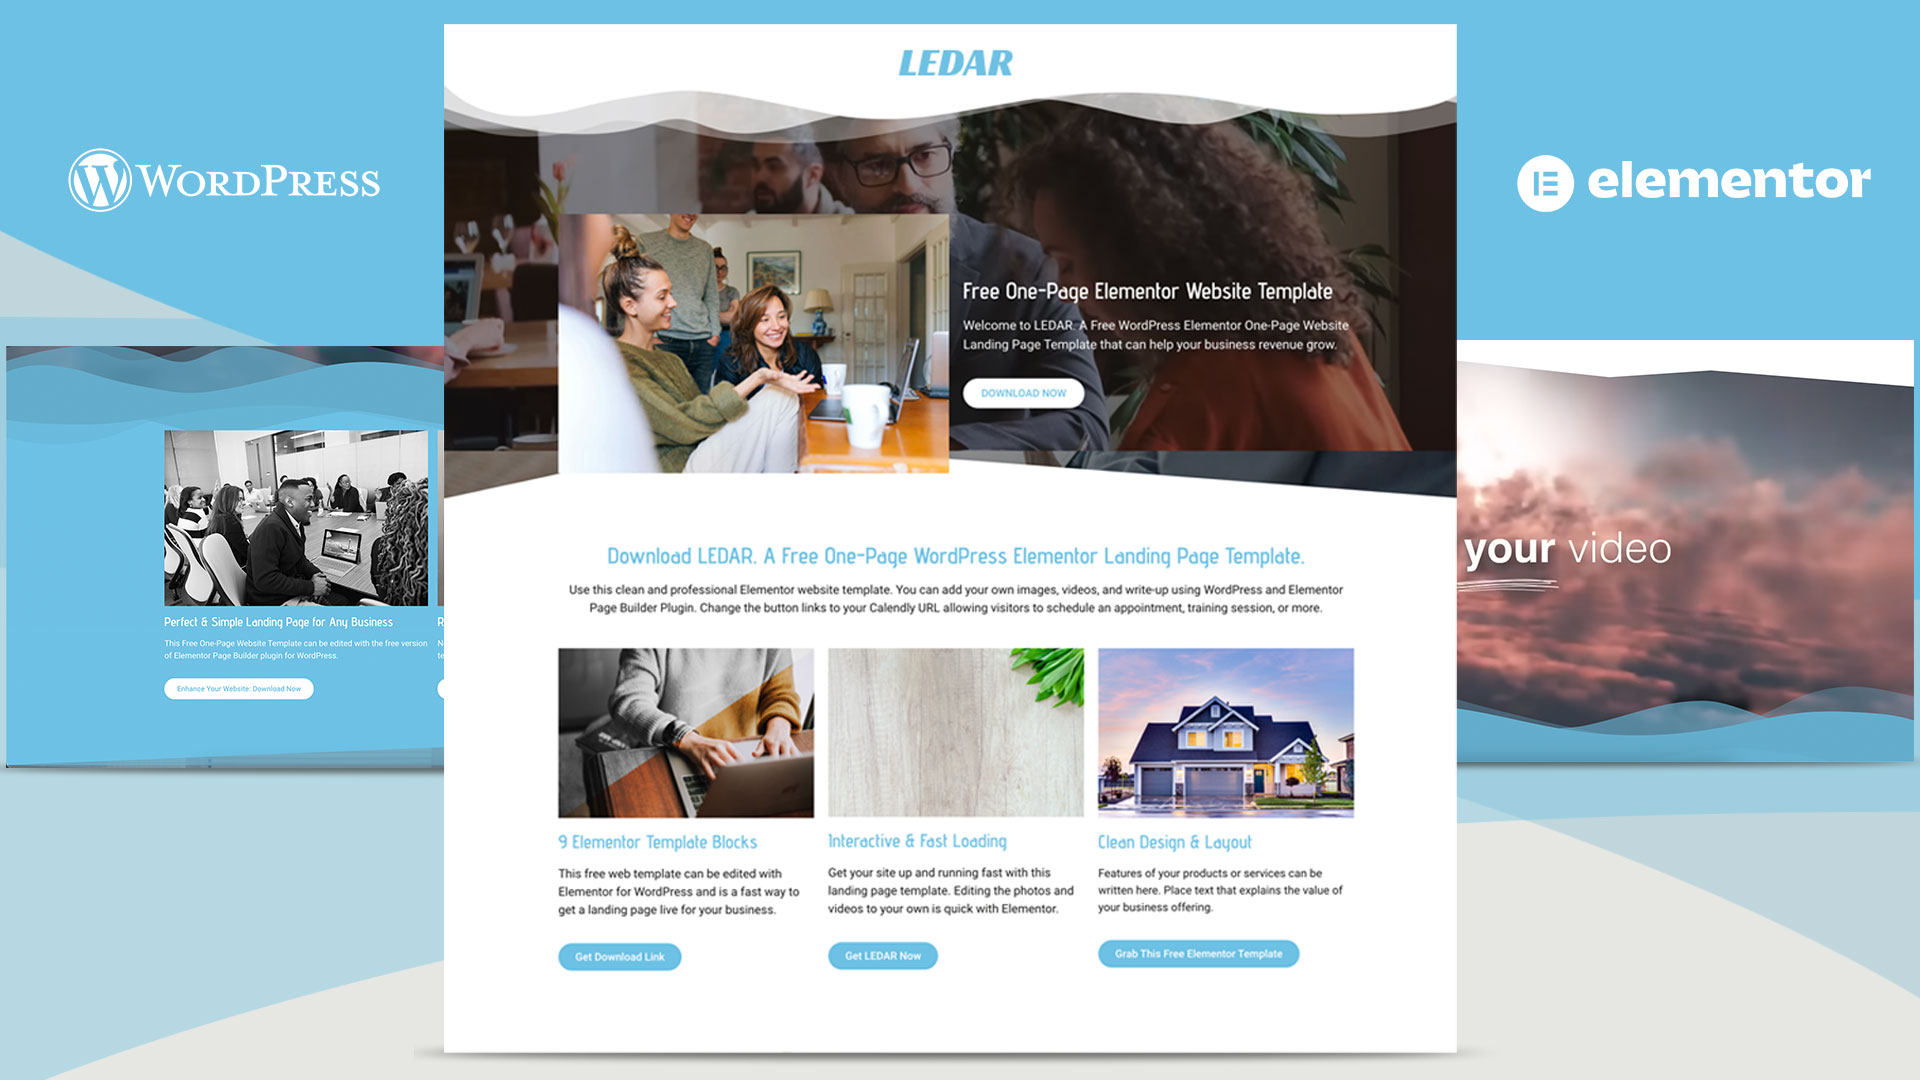 WORDPRESS
LEDAR
elementor
Free One-Page Elementor Website Template
Welcome to LEDAR. A Free WordPress Elementor One-Page Website
Landing Page Template that can help your business revenue grow.
DOWNLOAD NOW
your video
Download LEDAR. A Free One-Page WordPress Elementor Landing Page Template.
Use this clean and professional Elementor website template. You can add your own images, videos, and write-up using WordPress and Elementor
Page Builder Plugin. Change the button links to your Calendly URL allowing visitors to schedule an appointment, training session, or more.
Perfect & Simple Landing Page for Any Business
This Free One-Page Website Template can be edited with the free version
of Elementor Page Builder plugin for WordPress.
Enhance Your Website: Download Now
9 Elementor Template Blocks
This free web template can be edited with
Elementor for WordPress and is a fast way to
get a landing page live for your business.
Get Download Link
Interactive & Fast Loading
Get your site up and running fast with this
landing page template. Editing the photos and
videos to your own is quick with Elementor.
Get LEDAR Now
Clean Design & Layout
Features of your products or services can be
written here. Place text that explains the value of
your business offering.
Grab This Free Elementor Template